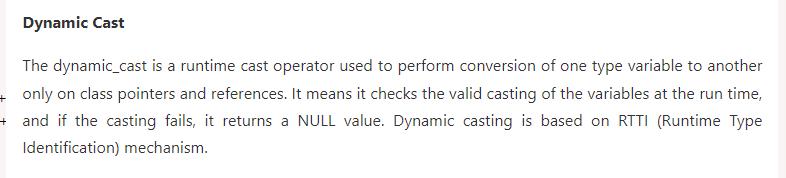 Dynamic Cast
The dynamic_cast is a runtime cast operator used to perform conversion of one type variable to another
only on class pointers and references. It means it checks the valid casting of the variables at the run time,
and if the casting fails, it returns a NULL value. Dynamic casting is based on RTTI (Runtime Type
Identification) mechanism.